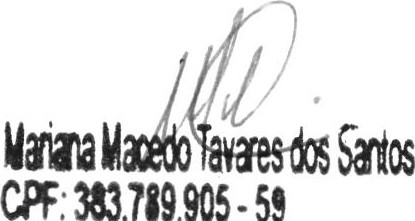 Mariana Macedo Tavares dos Santos
CPF: 383.789.905 - 59